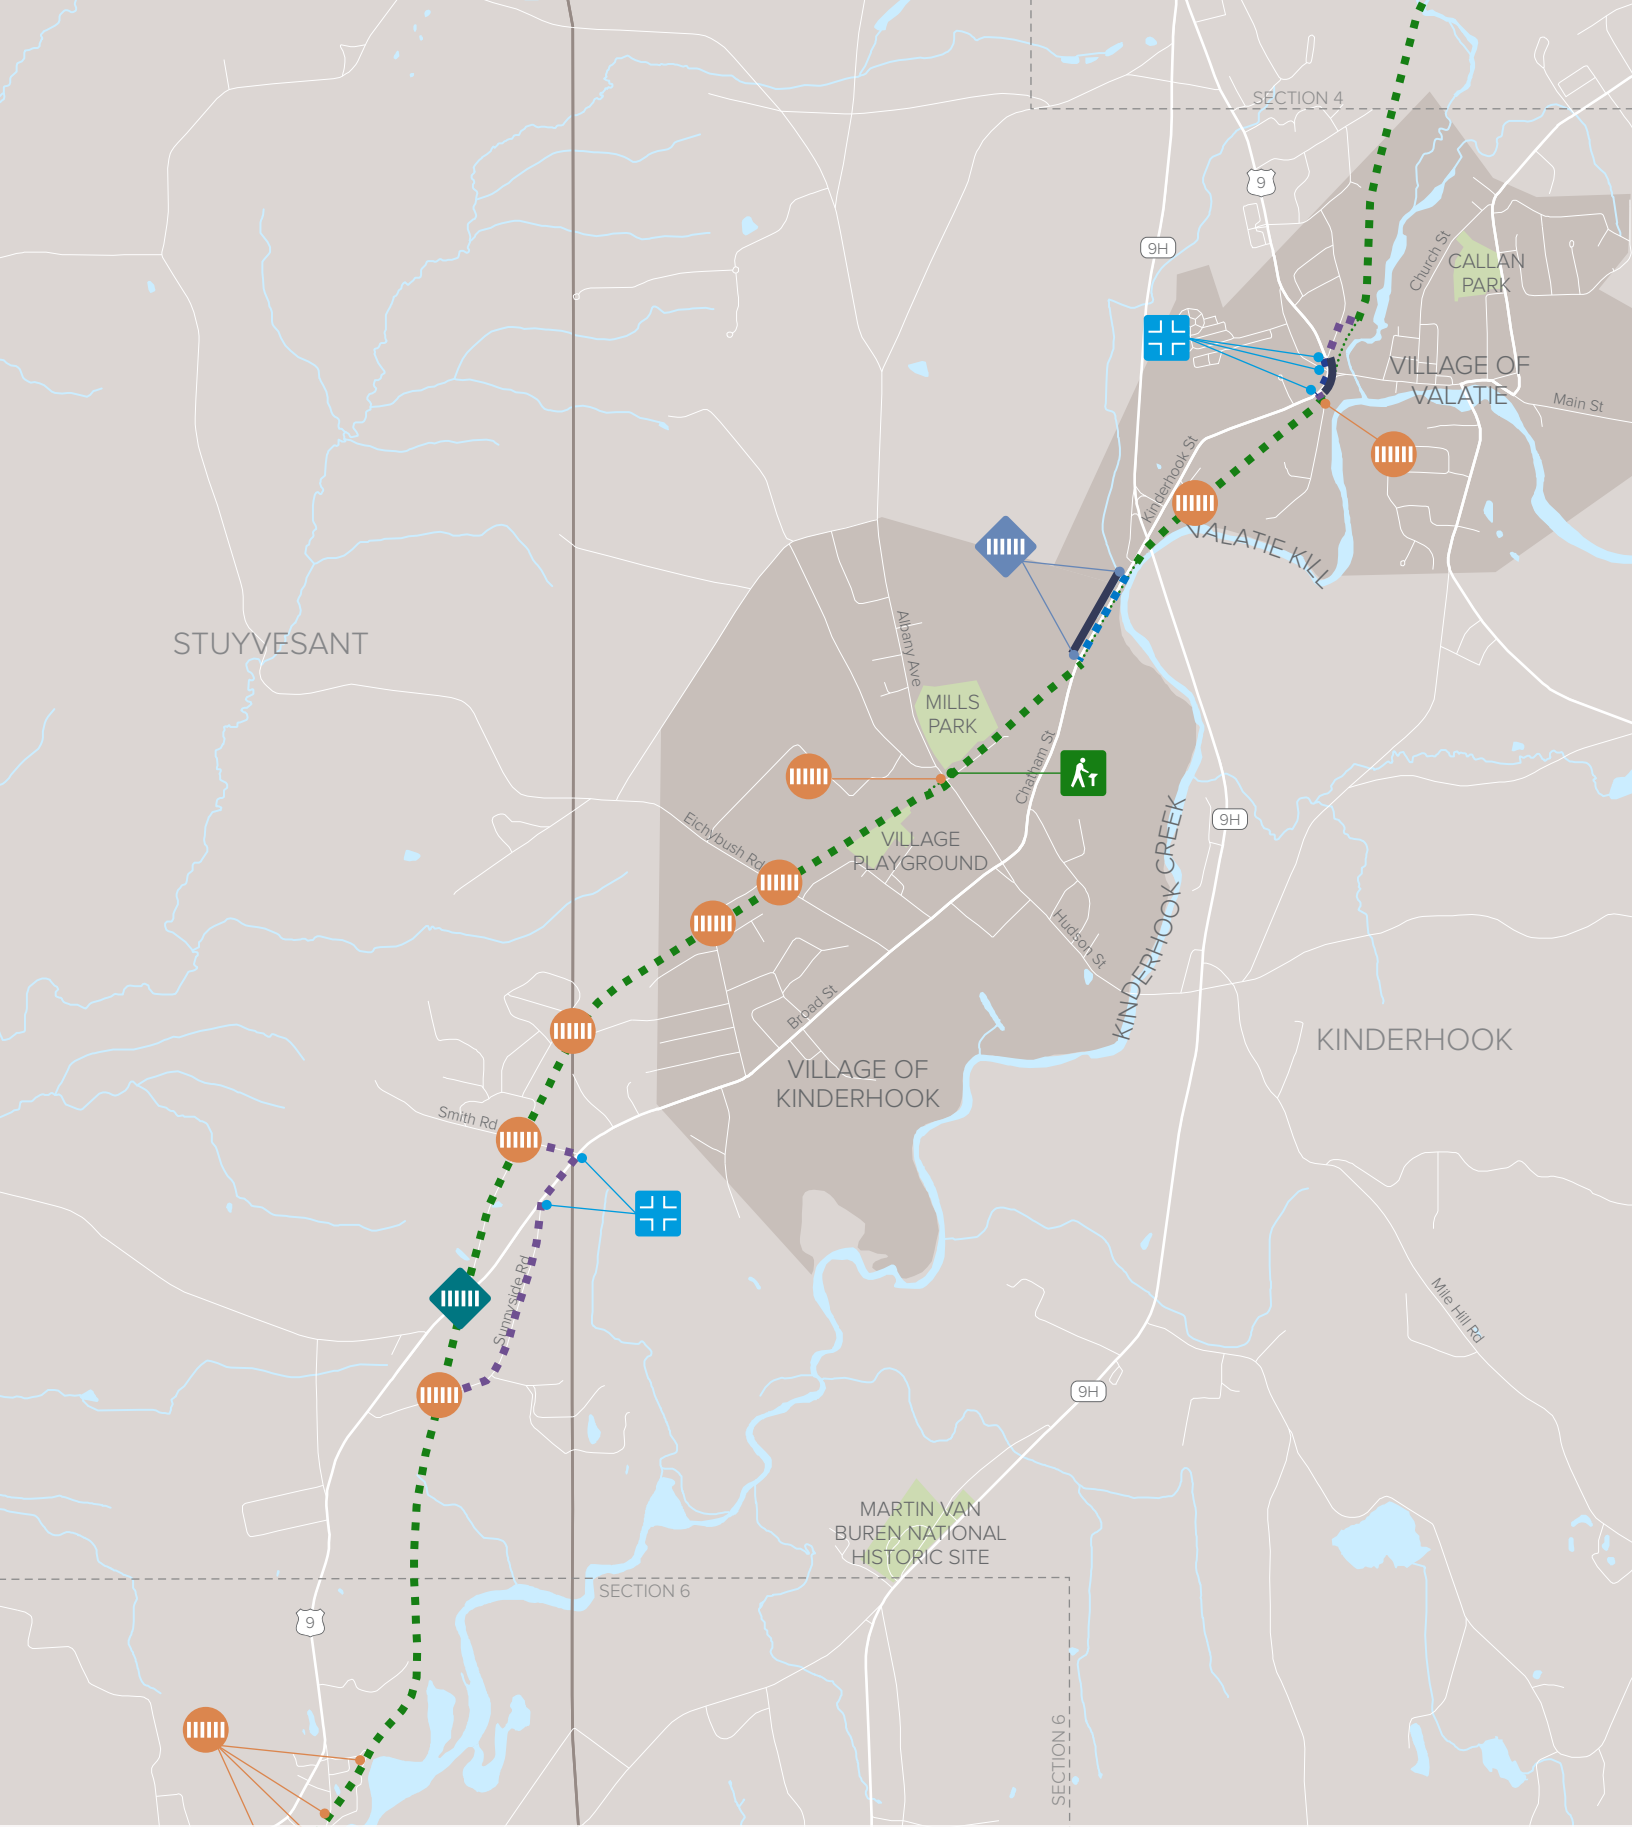 SECTION 4
9
9H
Church St
CALLAN
PARK
VILLAGE OF
VALATIE
Main St
Kinderhook St
VALATIE KILL
STUYVESANT
Albany Ave
MILLS
PARK
Chatham St
9H
Eichybush Rd
VILLAGE
PLAYGROUND
KINDERHOOK CREEK
Hudson St
Broad St
KINDERHOOK
VILLAGE OF
KINDERHOOK
Smith Rd
Sunnyside Rd
Mile Hill Rd
9H
MARTIN VAN
BUREN NATIONAL
HISTORIC SITE
SECTION 6
9
SECTION 6